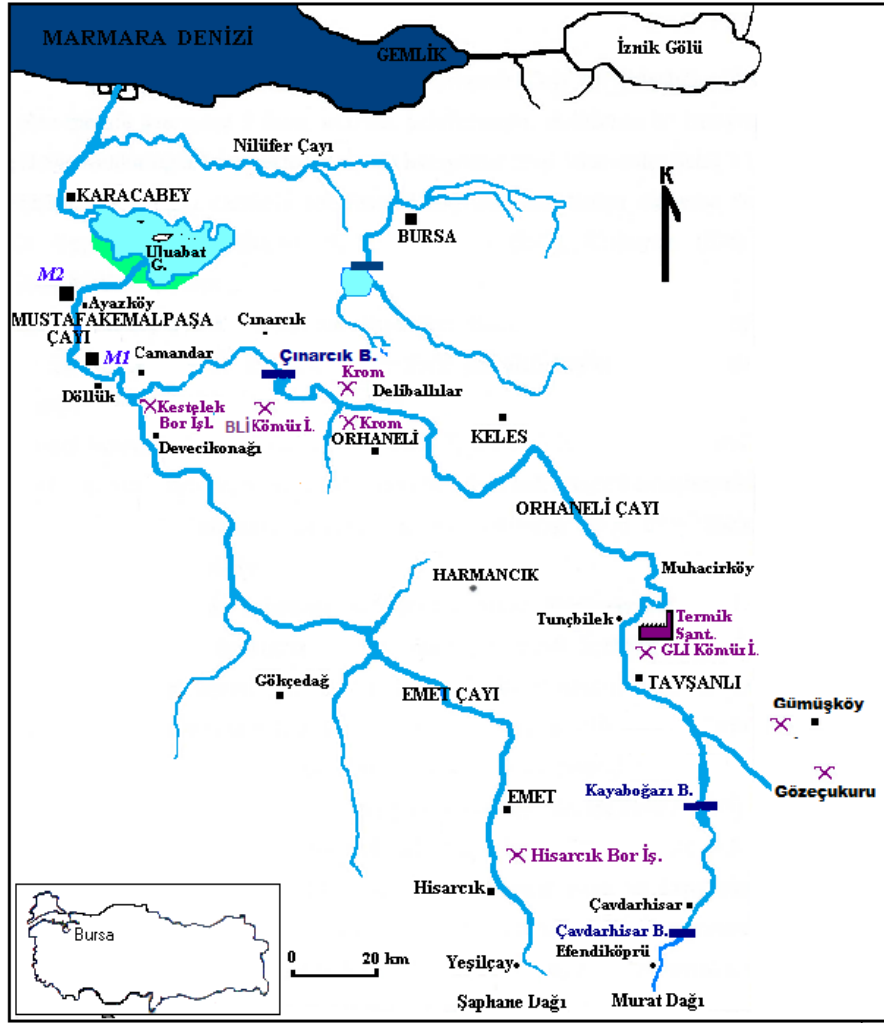 MARMARA DENİZİ
GEMLİK
İznik Gölü
Nilüfer Çayı
K
KARACABEY
BURSA
Uluabat
G.
M2
Ayazköy
MUSTAFAKEMALPAŞA
ÇAYI
Çınarcık
M1
Camandar
Çınarcık B.
Krom
Döllük
Deliballılar
Kestelek
Bor Işl.
BLİ Kömür İ.
Krom
ORHANELİ
KELES
Devecikonağı
ORHANELİ ÇAYI
Muhacirköy
HARMANCIK
Tunçbilek
Termik
Sant.
GLİ Kömür İ.
TAVŞANLI
Gökçedağ
EMET ÇAYI
Gümüşköy
Kayaboğazı B.
Gözeçukuru
EMET
Hisarcık Bor İş.
Hisarcık
Çavdarhisar
Çavdarhisar B.
Efendiköprü
Bursa
0 20 km
Yeşilçay
Şaphane Dağı
Murat Dağı